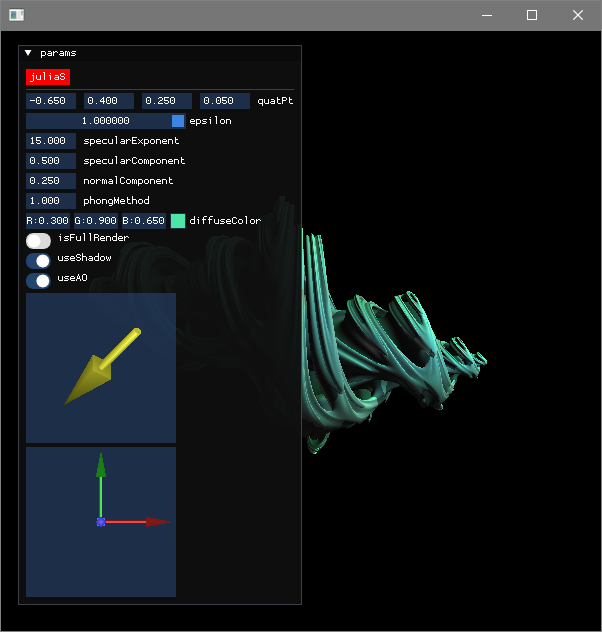 params
juliaS
-0.650 0.400 0.250 0.050 quatPt
1.000000 epsilon
15.000 specularExponent
0.500 specularComponent
0.250 normalComponent
1.000 phongMethod
R:0.300 G:0.900 B:0.650 diffuseColor
isFullRender
useShadow
useAO